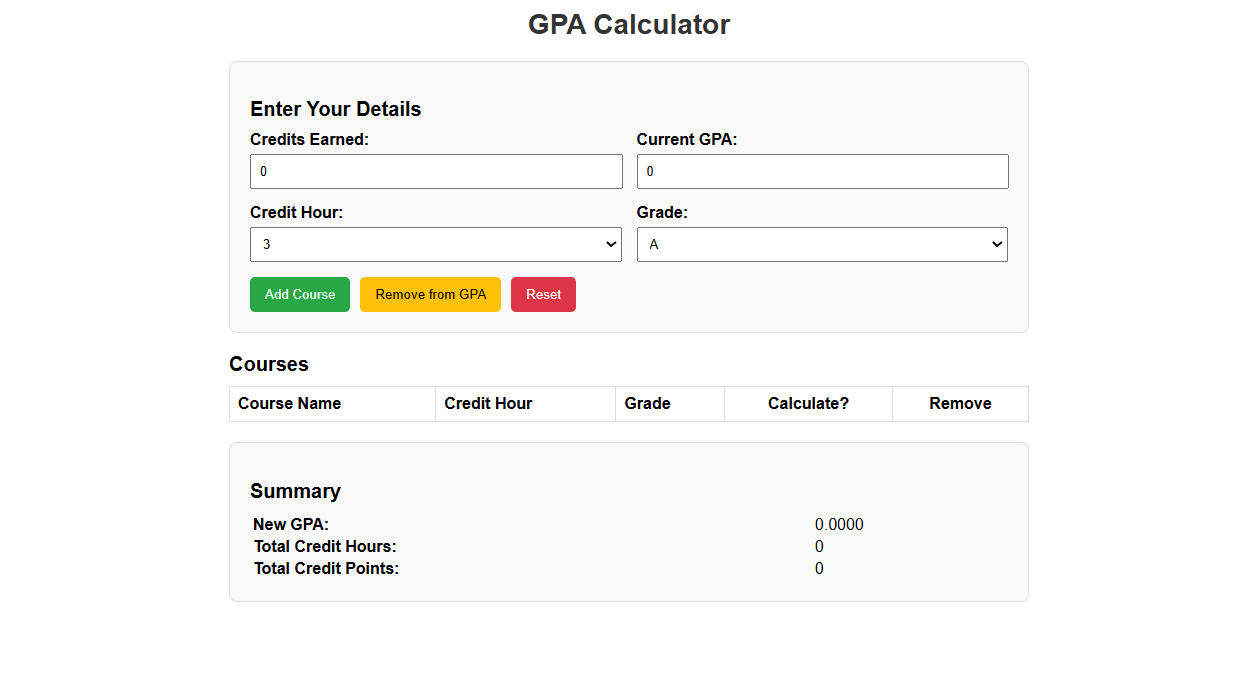 GPA Calculator
Enter Your Details
Credits Earned: Current GPA:
0 0
Credit Hour: Grade:
3 A
Add Course Remove from GPA Reset
Courses
Course Name Credit Hour Grade Calculate? Remove
Summary
New GPA: 0.0000
Total Credit Hours: 0
Total Credit Points: 0